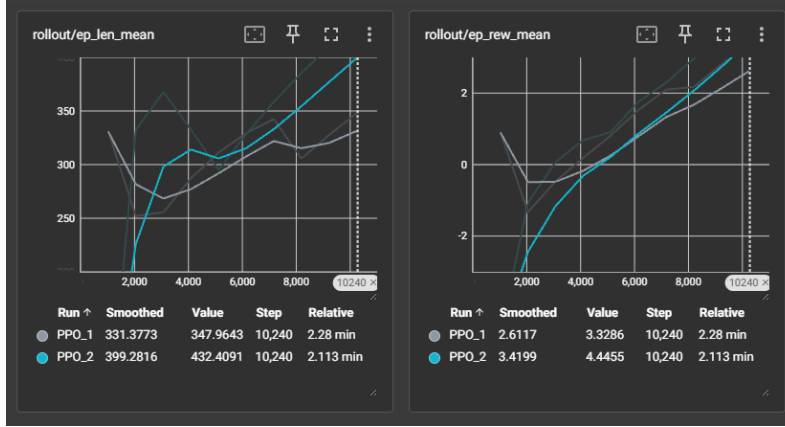 rollout/ep_len_mean
350
300
250
2,000 4,000 6,000 8,000 10240 ×
Run ↑ Smoothed Value Step Relative
PPO_1 331.3773 347.9643 10,240 2.28 min
PPO_2 399.2816 432.4091 10,240 2.113 min
rollout/ep_rew_mean
2
0
-2
2,000 4,000 6,000 8,000 10240 ×
Run ↑ Smoothed Value Step Relative
PPO_1 2.6117 3.3286 10,240 2.28 min
PPO_2 3.4199 4.4455 10,240 2.113 min